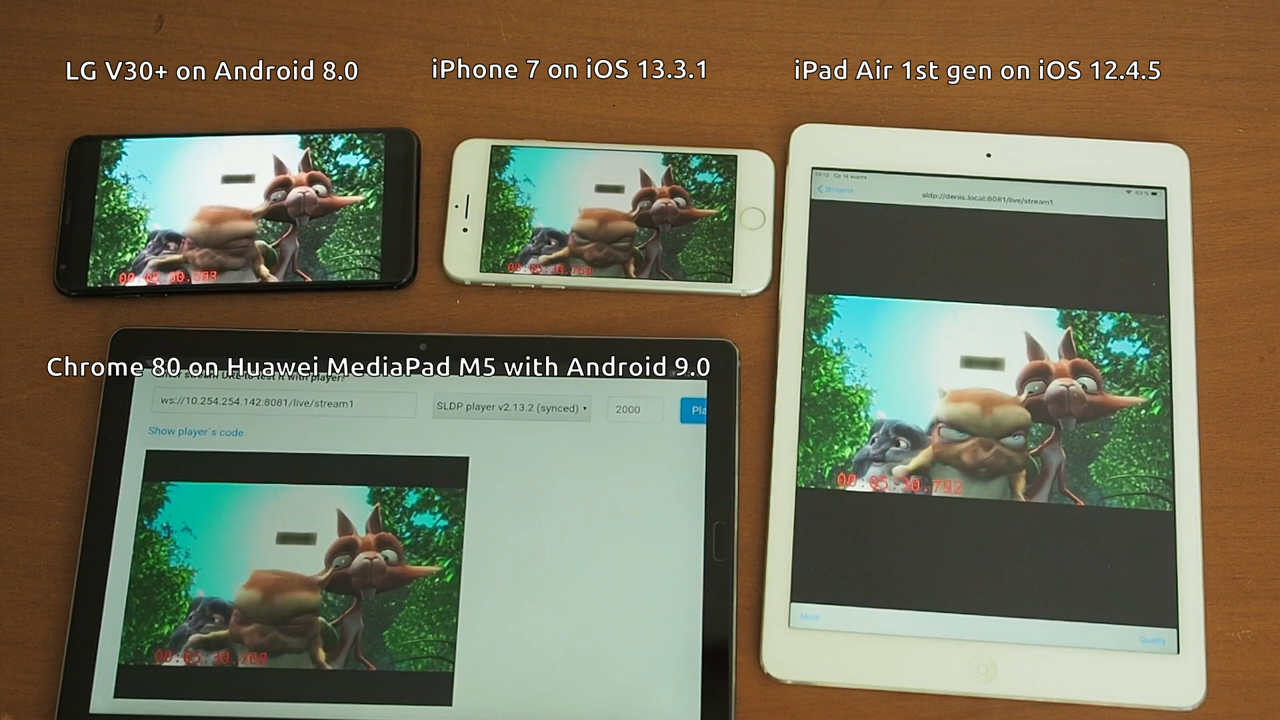 LG V30+ on Android 8.0
iPhone 7 on iOS 13.3.1
iPad Air 1st gen on iOS 12.4.5
sldp://denis.local:8081/live/stream1
Chrome 80 on Huawei MediaPad M5 with Android 9.0
ws://10.254.254.142:8081/live/stream1
SLDP player v2.13.2 (synced)
2000
Pla
Show player's code
00:05:30.792
Mute
Quality